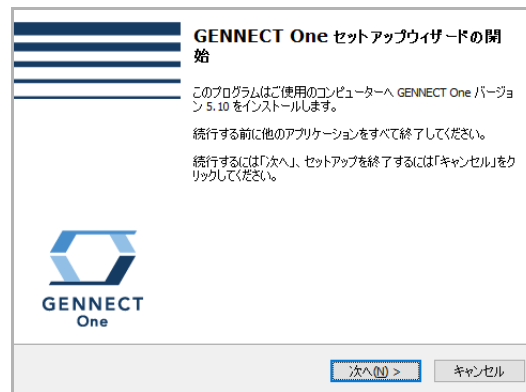 GENNECT One セットアップウィザードの開
始
このプログラムはご使用のコンピューターへ GENNECT One バージョ
ン 5.10 をインストールします。
続行する前に他のアプリケーションをすべて終了してください。
続行するには「次へ」、セットアップを終了するには「キャンセル」をク
リックしてください。
GENNECT
One
次へ(N) >
キャンセル